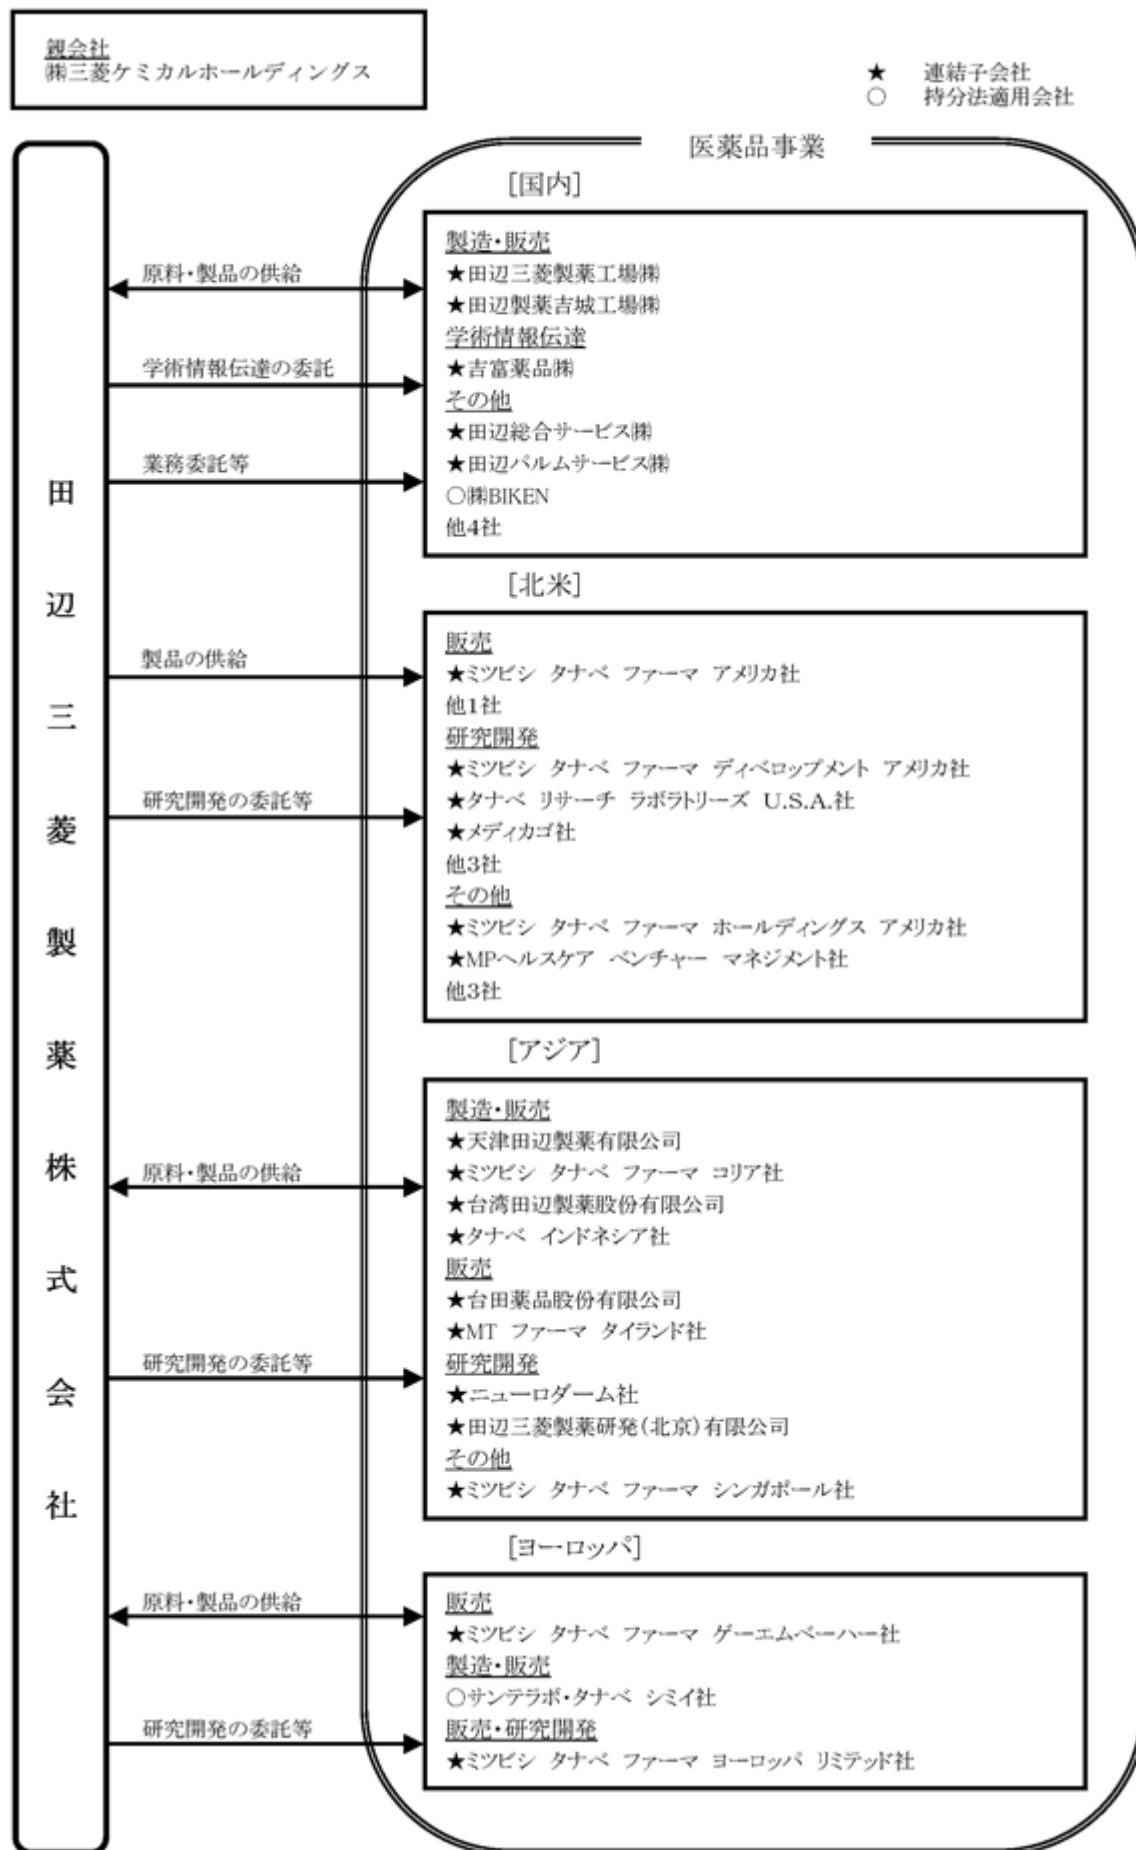 親会社
㈱三菱ケミカルホールディングス
★ 連結子会社
○ 持分法適用会社
田辺三菱製薬株式会社
医薬品事業
[国内]
原料・製品の供給
学術情報伝達の委託
業務委託等
製造・販売
★田辺三菱製薬工場㈱
★田辺製薬吉城工場㈱
学術情報伝達
★吉富薬品㈱
その他
★田辺総合サービス㈱
★田辺パルムサービス㈱
○㈱BIKEN
他4社
[北米]
製品の供給
研究開発の委託等
販売
★ミツビシ タナベ ファーマ アメリカ社
他1社
研究開発
★ミツビシ タナベ ファーマ ディベロップメント アメリカ社
★タナベ リサーチ ラボラトリーズ U.S.A.社
★メディカゴ社
他3社
その他
★ミツビシ タナベ ファーマ ホールディングス アメリカ社
★MPヘルスケア ベンチャー マネジメント社
他3社
[アジア]
原料・製品の供給
研究開発の委託等
製造・販売
★天津田辺製薬有限公司
★ミツビシ タナベ ファーマ コリア社
★台湾田辺製薬股份有限公司
★タナベ インドネシア社
販売
★台田薬品股份有限公司
★MT ファーマ タイランド社
研究開発
★ニューロダーム社
★田辺三菱製薬研発(北京)有限公司
その他
★ミツビシ タナベ ファーマ シンガポール社
[ヨーロッパ]
原料・製品の供給
研究開発の委託等
販売
★ミツビシ タナベ ファーマ ゲーエムベーハー社
製造・販売
○サンテラボ・タナベ シミイ社
販売・研究開発
★ミツビシ タナベ ファーマ ヨーロッパ リミテッド社